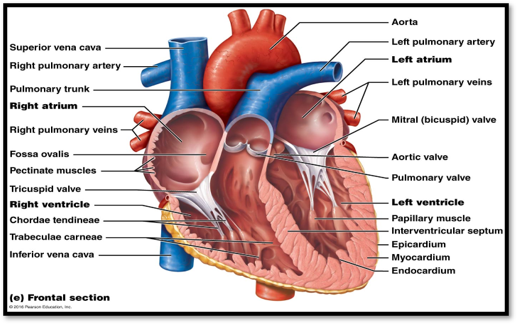 Superior vena cava
Right pulmonary artery
Pulmonary trunk
Right atrium
Right pulmonary veins
Fossa ovalis
Pectinate muscles
Tricuspid valve
Right ventricle
Chordae tendineae
Trabeculae carneae
Inferior vena cava
Aorta
Left pulmonary artery
Left atrium
Left pulmonary veins
Mitral (bicuspid) valve
Aortic valve
Pulmonary valve
Left ventricle
Papillary muscle
Interventricular septum
Epicardium
Myocardium
Endocardium
(e) Frontal section
© 2016 Pearson Education, Inc.